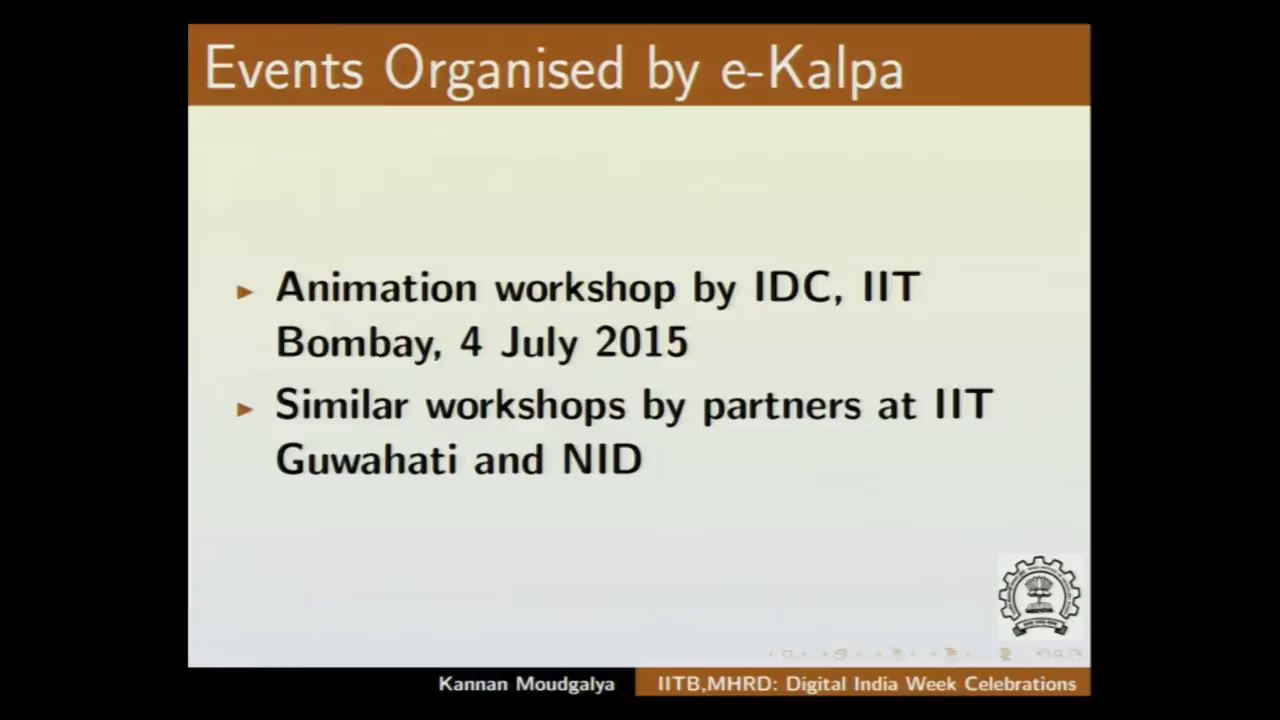 Events Organised by e-Kalpa
Animation workshop by IDC, IIT
Bombay, 4 July 2015
Similar workshops by partners at IIT
Guwahati and NID
Kannan Moudgalya
IITB,MHRD: Digital India Week Celebrations